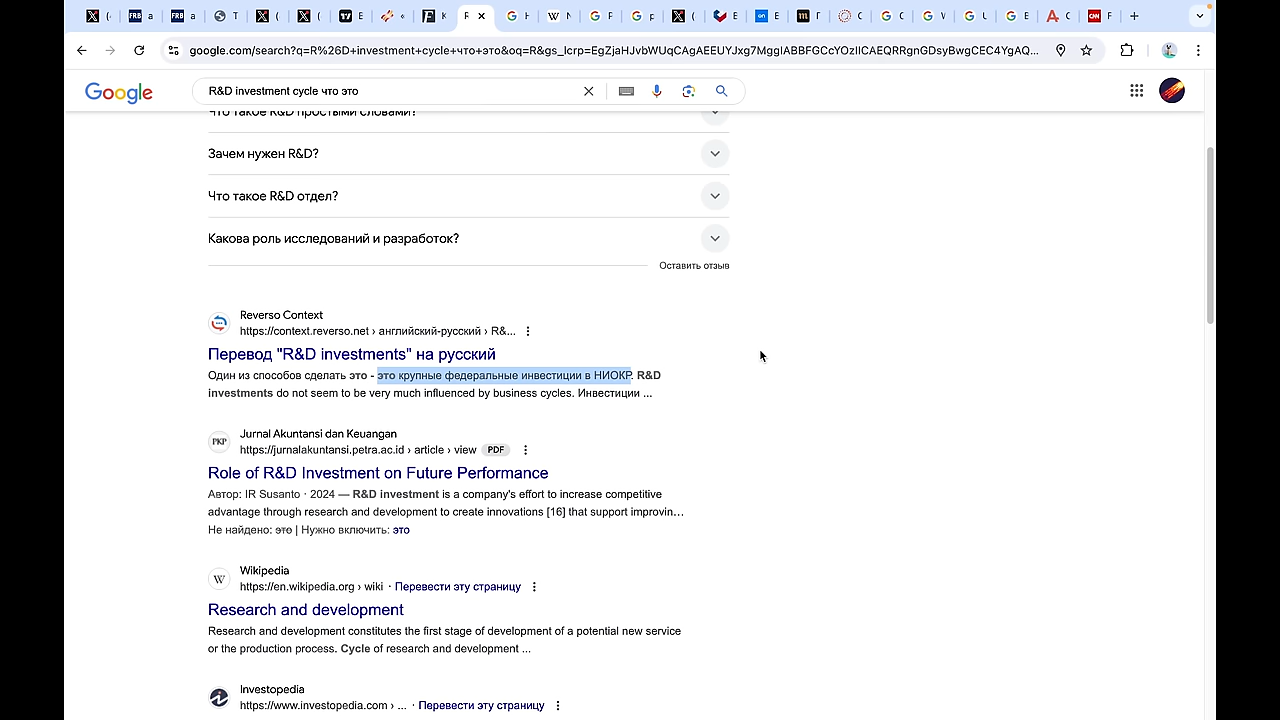 google.com/search?q=R%26D+investment+cycle+что+это&oq=R&gs_lcrp=EgZjaHJvbWUqCAgAEEUYJxg7MggIABBFGCcYOzIICAEQRRgnGDsyBwgCEC4YgAQ...
Google
R&D investment cycle что это
Что такое R&D простыми словами?
Зачем нужен R&D?
Что такое R&D отдел?
Какова роль исследований и разработок?
Оставить отзыв
Reverso Context
https://context.reverso.net › английский-русский › R&...
Перевод "R&D investments" на русский
Один из способов сделать это - это крупные федеральные инвестиции в НИОКР. R&D
investments do not seem to be very much influenced by business cycles. Инвестиции ...
PKP
Jurnal Akuntansi dan Keuangan
https://jurnalakuntansi.petra.ac.id › article › view PDF
Role of R&D Investment on Future Performance
Автор: IR Susanto · 2024 — R&D investment is a company's effort to increase competitive
advantage through research and development to create innovations [16] that support improvin...
Не найдено: это | Нужно включить: это
W
Wikipedia
https://en.wikipedia.org › wiki · Перевести эту страницу
Research and development
Research and development constitutes the first stage of development of a potential new service
or the production process. Cycle of research and development ...
Investopedia
https://www.investopedia.com › ... · Перевести эту страницу